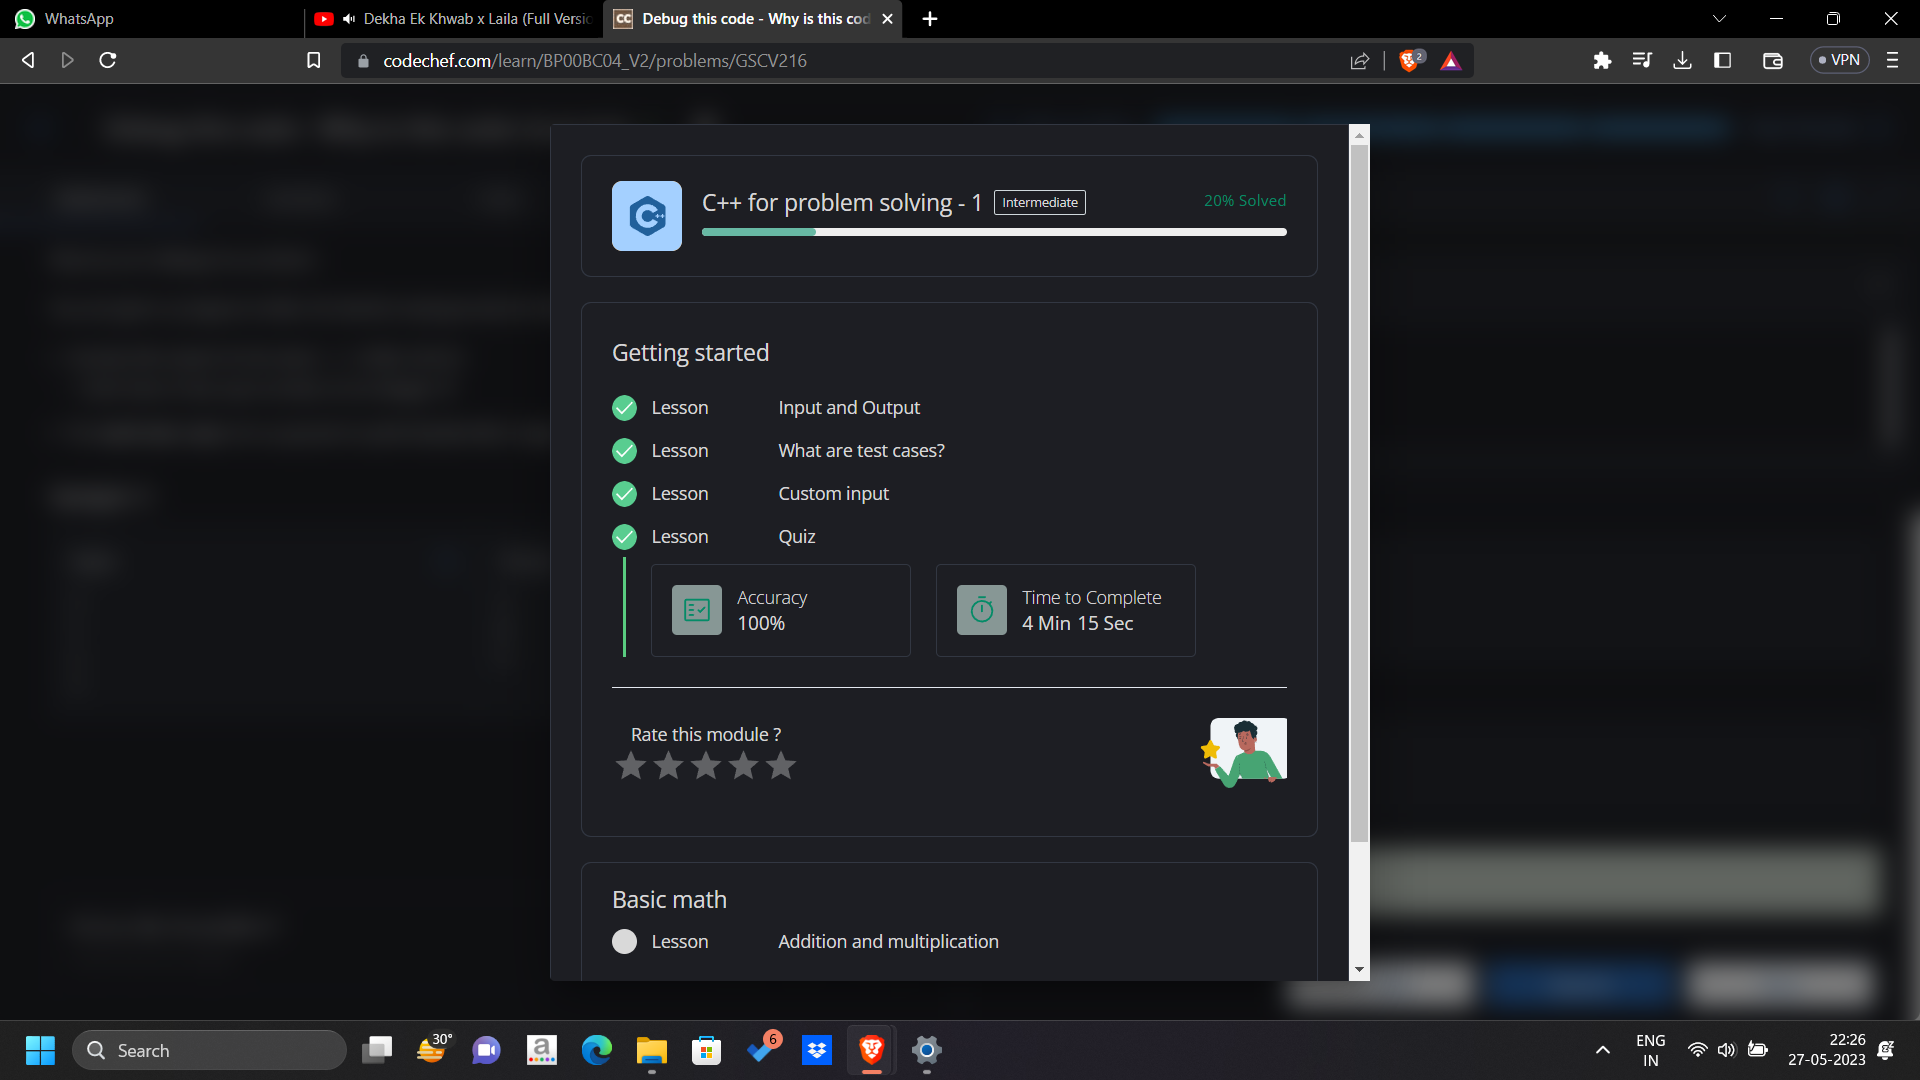 WhatsApp
Dekha Ek Khwab x Laila (Full Versio
CC Debug this code - Why is this cod
codechef.com/learn/BP00BC04_V2/problems/GSCV216
2
VPN
C++ for problem solving - 1 Intermediate 20% Solved
Getting started
Lesson Input and Output
Lesson What are test cases?
Lesson Custom input
Lesson Quiz
Accuracy
100%
Time to Complete
4 Min 15 Sec
Rate this module ?
Basic math
Lesson Addition and multiplication
Search
30°
a
6
ENG
IN
22:26
27-05-2023